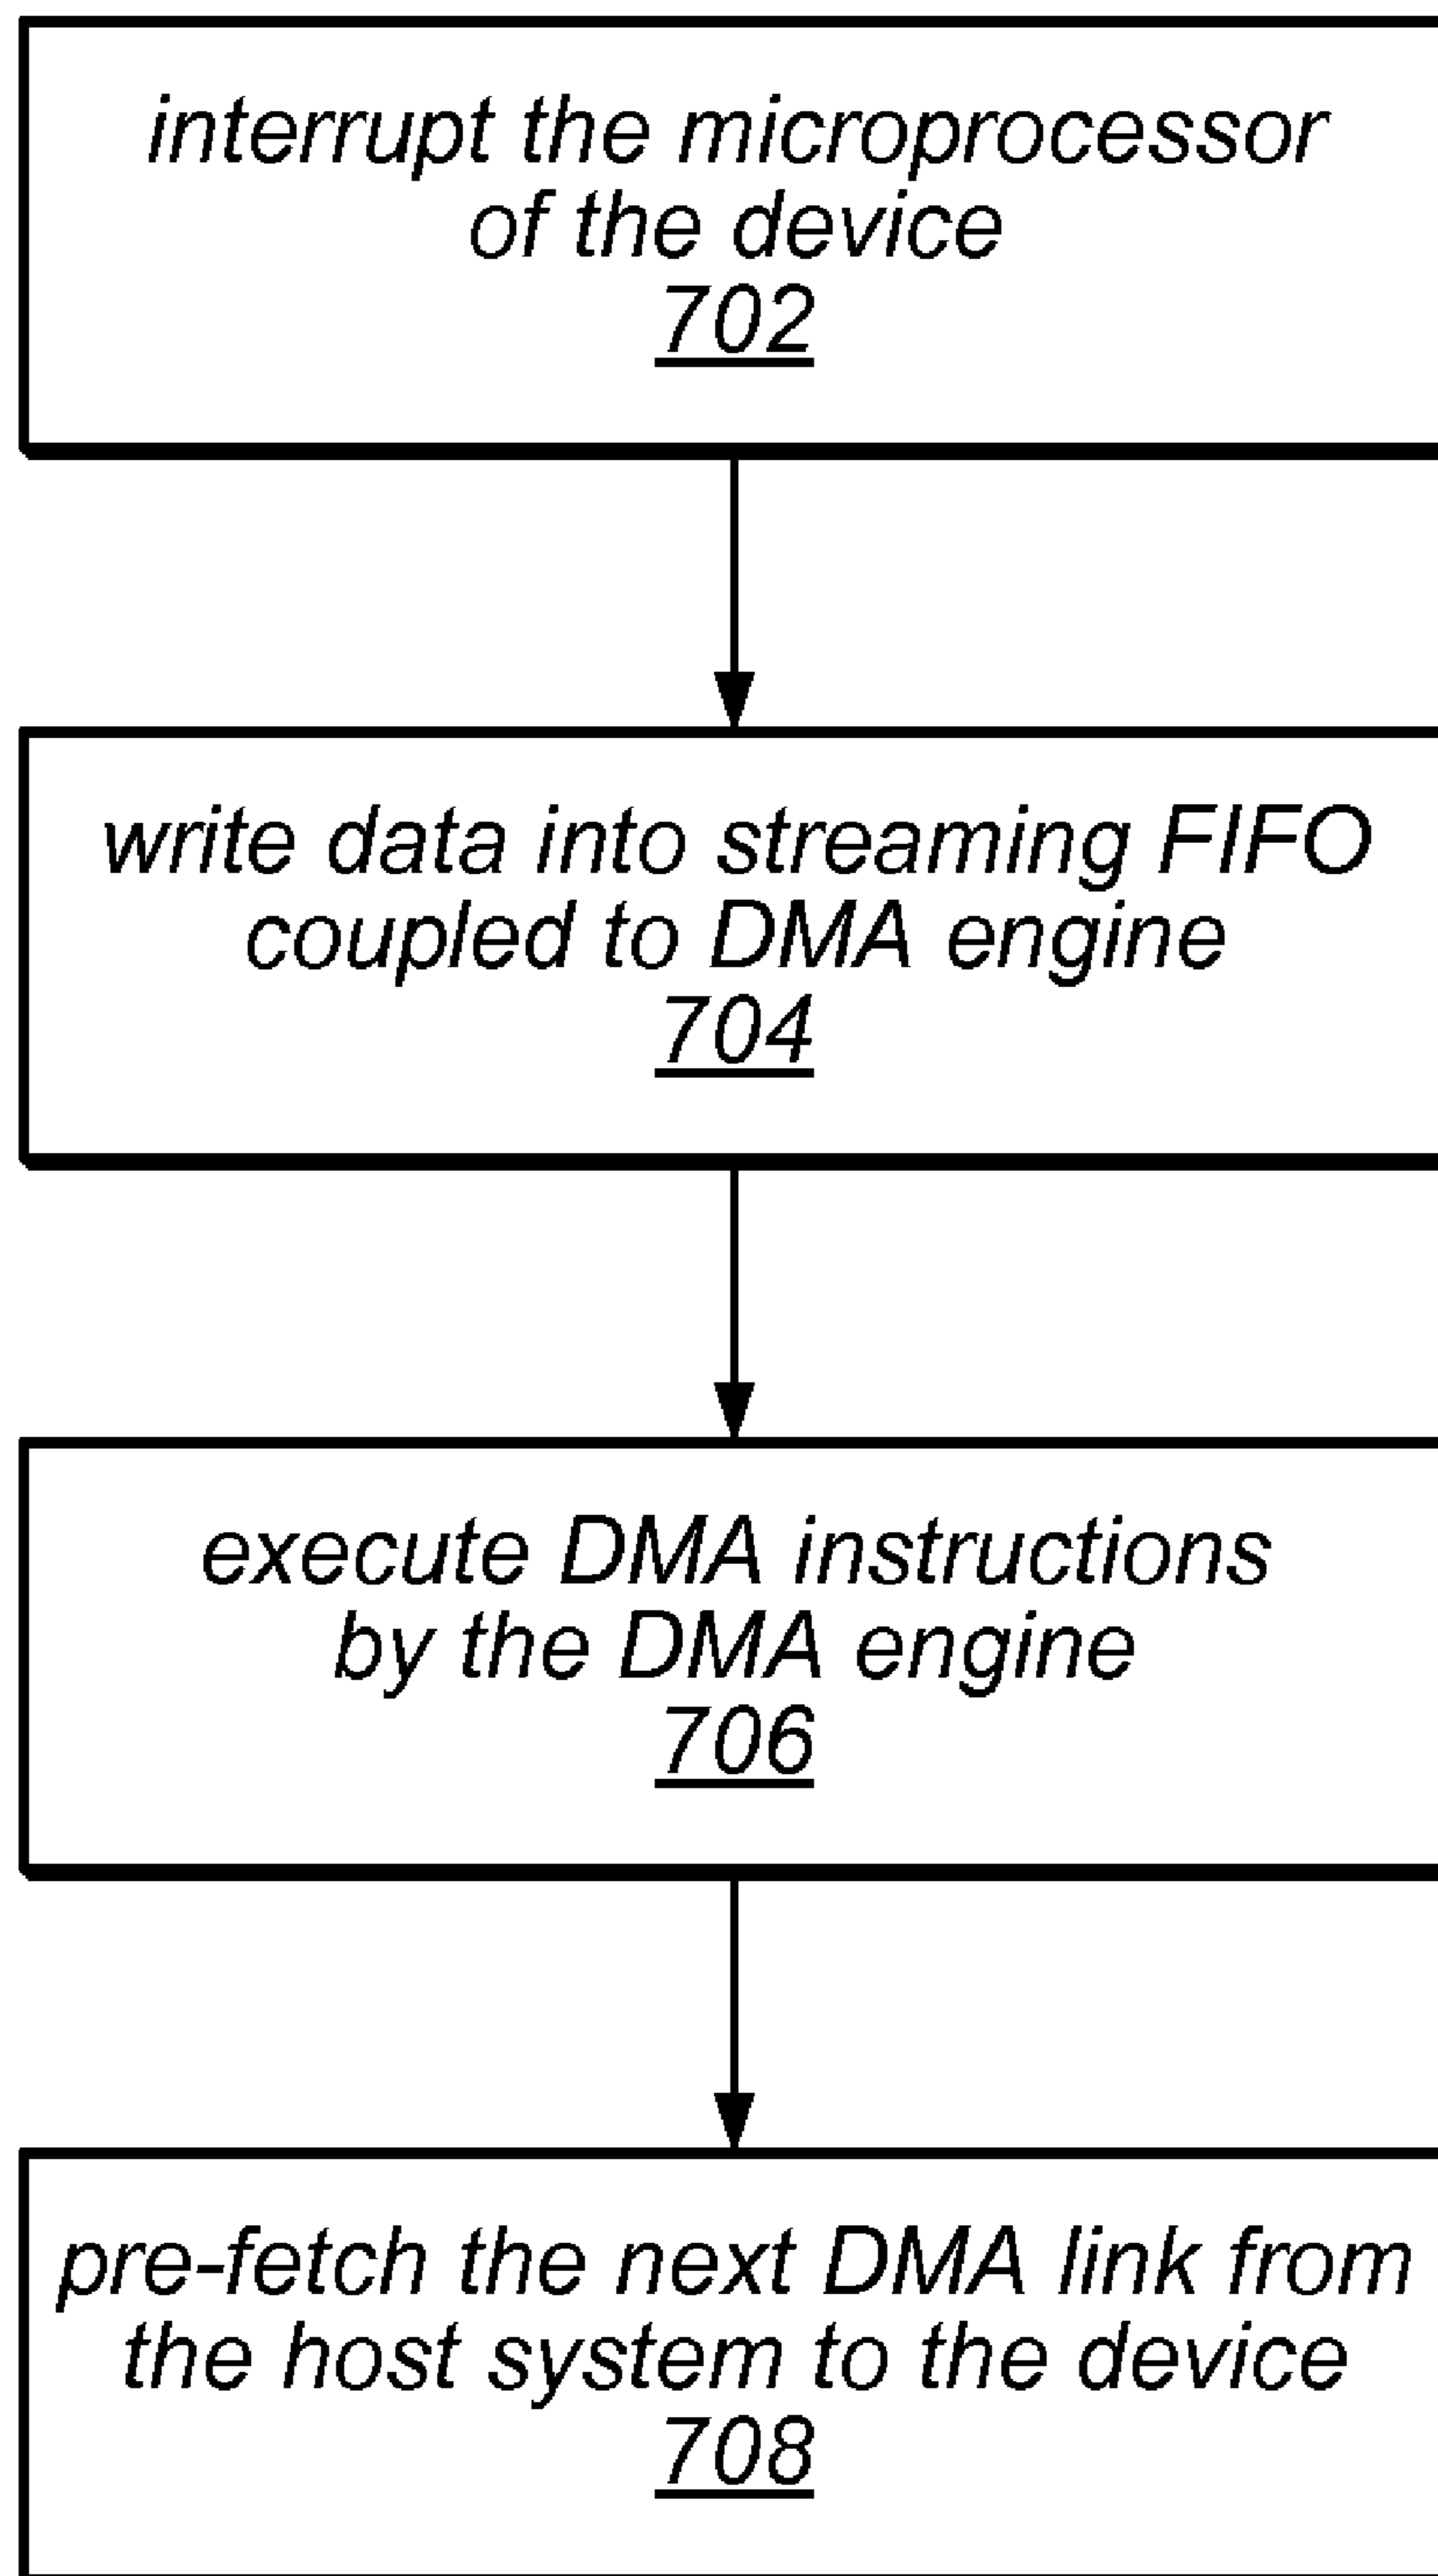 interrupt the microprocessor
of the device
702
write data into streaming FIFO
coupled to DMA engine
704
execute DMA instructions
by the DMA engine
706
pre-fetch the next DMA link from
the host system to the device
708